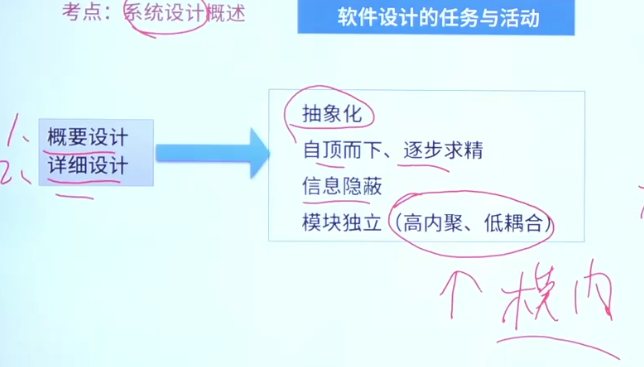 考点：系统设计概述
软件设计的任务与活动
1、概要设计
2、详细设计
抽象化
自顶而下、逐步求精
信息隐蔽
模块独立（高内聚、低耦合）
模内